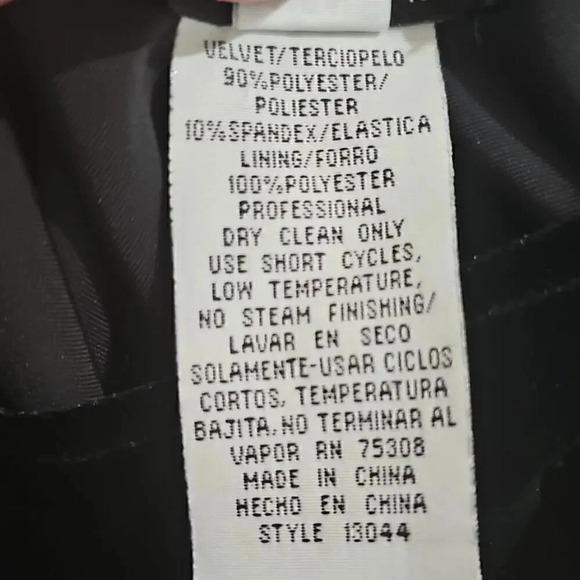 VELVET/TERCIOPELO
90%POLYESTER/
POLIESTER
10%SPANDEX/ELASTICA
LINING/FORRO
100%POLYESTER
PROFESSIONAL
DRY CLEAN ONLY
USE SHORT CYCLES,
LOW TEMPERATURE,
NO STEAM FINISHING/
LAVAR EN SECO
SOLAMENTE-USAR CICLOS
CORTOS, TEMPERATURA
BAJITA,NO TERMINAR AL
VAPOR RN 75308
MADE IN CHINA
HECHO EN CHINA
STYLE 13044